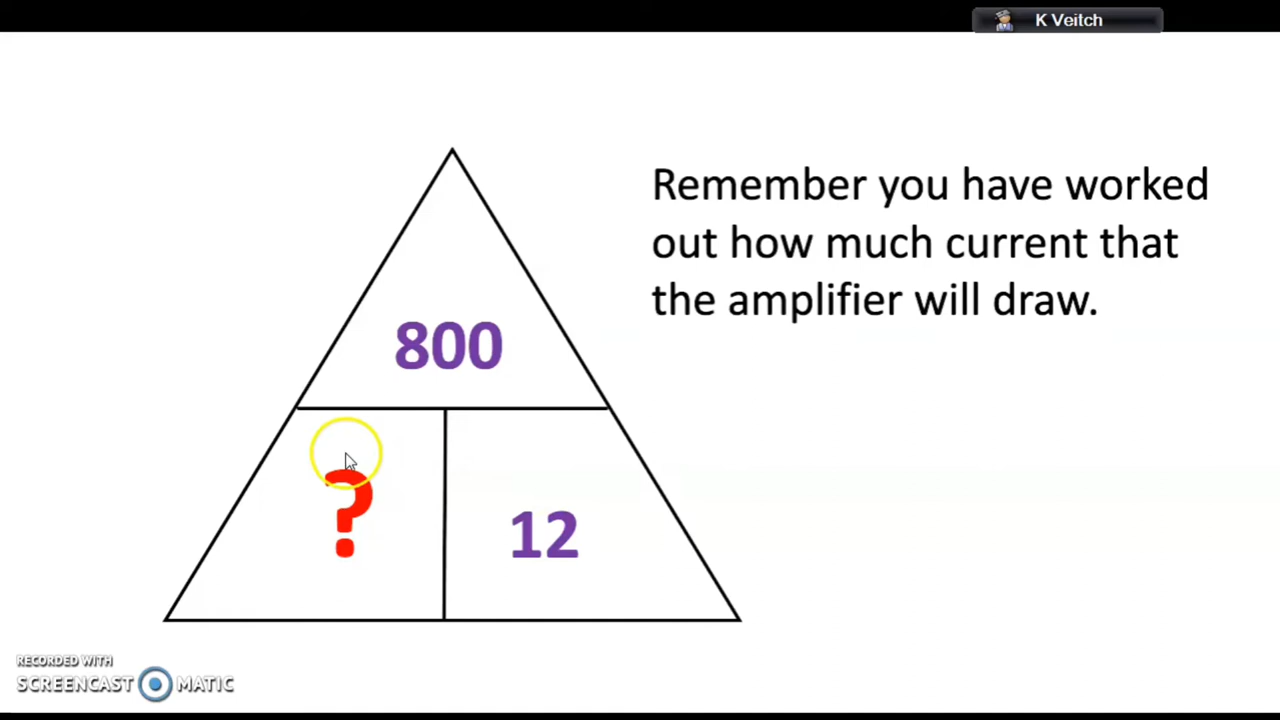 K Veitch
Remember you have worked
out how much current that
the amplifier will draw.
800
?
12
RECORDED WITH
SCREENCAST MATIC